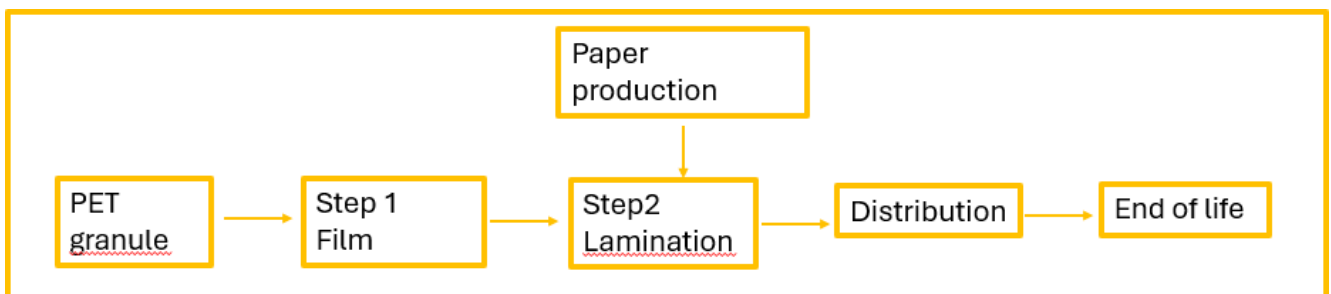 Paper
production
PET
granule
Step 1
Film
Step2
Lamination
Distribution
End of life